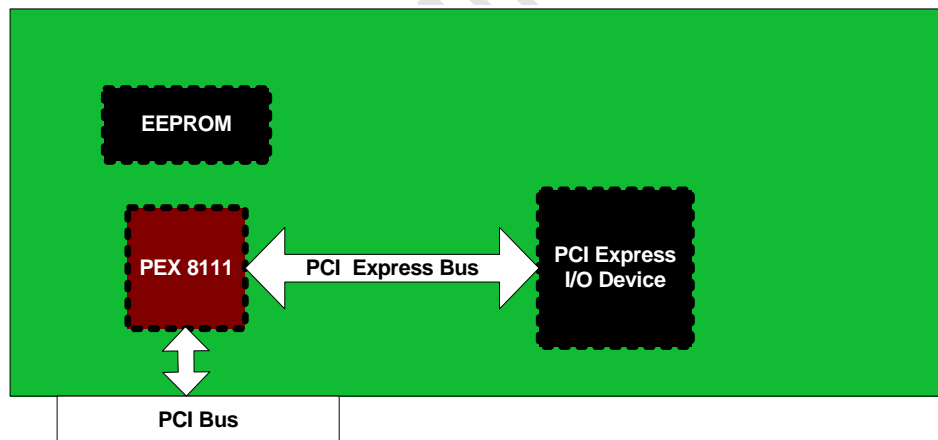 EEPROM
PEX 8111
PCI Express Bus
PCI Express
I/O Device
PCI Bus